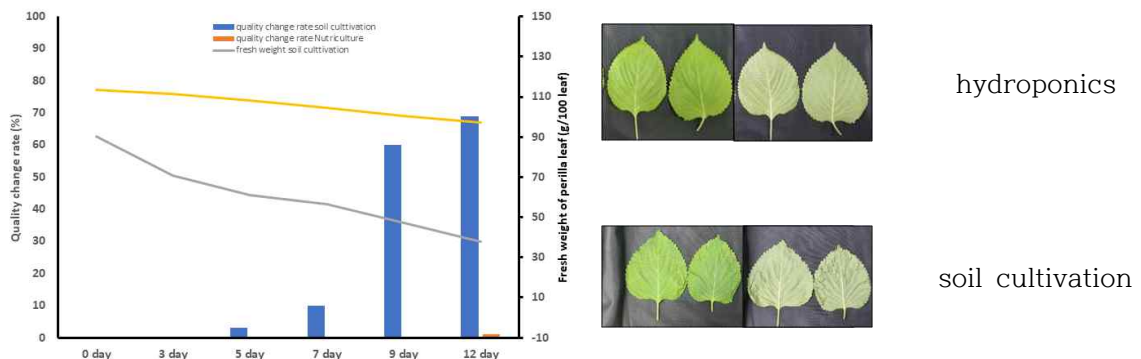 quality change rate soil cultivation
quality change rate Nutriculture
fresh weight soil cultivation
Quality change rate (%)
100
90
80
70
60
50
40
30
20
10
0
0 day 3 day 5 day 7 day 9 day 12 day
150
130
110
90
70
50
30
10
-10
Fresh weight of perilla leaf (g/100 leaf)
hydroponics
soil cultivation